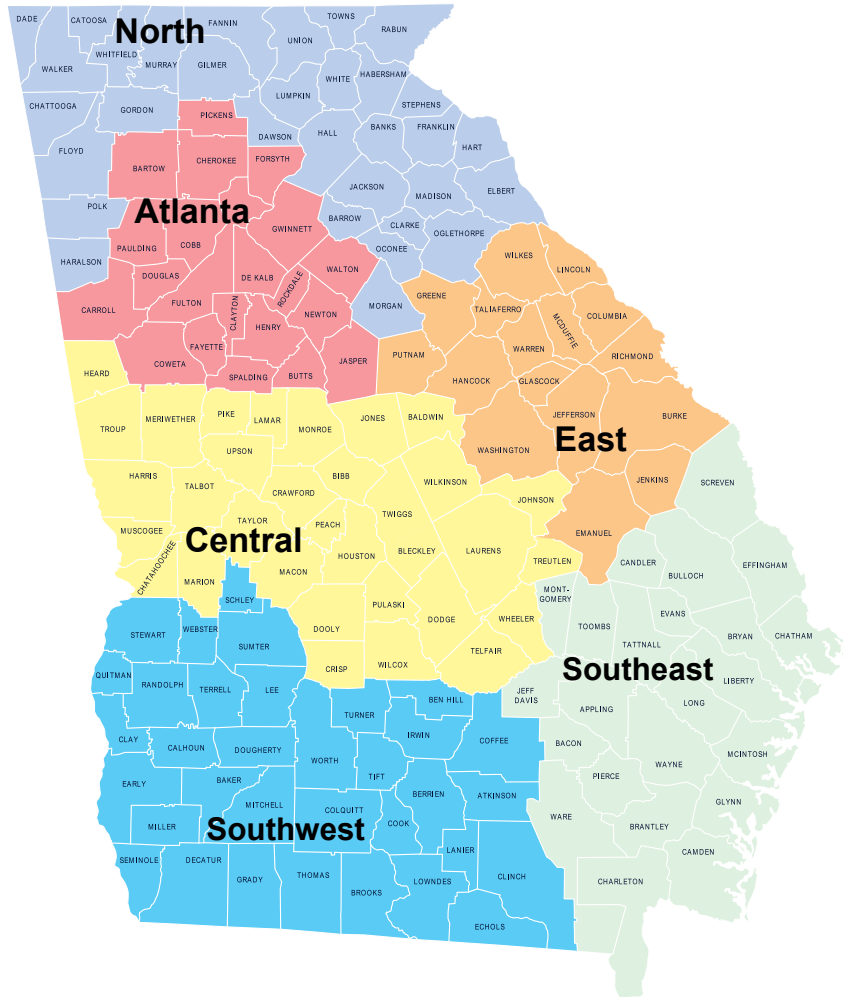 DADE
CATOOSA
North
FANNIN
TOWNS
RABUN
WHITFIELD
UNION
WALKER
MURRAY
GILMER
WHITE
HABERSHAM
CHATTOOGA
GORDON
PICKENS
LUMPKIN
STEPHENS
DAWSON
HALL
BANKS
FRANKLIN
FLOYD
HART
BARTOW
CHEROKEE
FORSYTH
JACKSON
MADISON
ELBERT
POLK
Atlanta
BARROW
CLARKE
GWINNETT
OGLETHORPE
HARALSON
PAULDING
COBB
OCONEE
WILKES
DOUGLAS
DE KALB
ROCKDALE
WALTON
LINCOLN
CARROLL
FULTON
CLAYTON
NEWTON
MORGAN
GREENE
TALIAFERRO
MCDUFFIE
COLUMBIA
HENRY
FAYETTE
WARREN
RICHMOND
HEARD
COWETA
SPALDING
BUTTS
JASPER
PUTNAM
HANCOCK
GLASCOCK
TROUP
MERIWETHER
PIKE
LAMAR
MONROE
JONES
BALDWIN
JEFFERSON
BURKE
UPSON
WASHINGTON
East
HARRIS
TALBOT
CRAWFORD
BIBB
WILKINSON
JENKINS
SCREVEN
JOHNSON
MUSCOGEE
TAYLOR
PEACH
TWIGGS
EMANUEL
Central
CHATAHOOCHEE
MARION
MACON
HOUSTON
BLECKLEY
LAURENS
TREUTLEN
CANDLER
BULLOCH
EFFINGHAM
SCHLEY
PULASKI
MONT-
GOMERY
STEWART
WEBSTER
SUMTER
DOOLY
DODGE
WHEELER
TOOMBS
EVANS
TATTNALL
BRYAN
CHATHAM
CRISP
WILCOX
TELFAIR
Southeast
QUITMAN
RANDOLPH
TERRELL
LEE
BEN HILL
JEFF
DAVIS
APPLING
LONG
LIBERTY
TURNER
CLAY
CALHOUN
DOUGHERTY
WORTH
IRWIN
COFFEE
BACON
WAYNE
MCINTOSH
EARLY
BAKER
TIFT
PIERCE
MITCHELL
COLQUITT
BERRIEN
ATKINSON
WARE
GLYNN
MILLER
Southwest
COOK
BRANTLEY
SEMINOLE
DECATUR
GRADY
THOMAS
BROOKS
LOWNDES
LANIER
CLINCH
CHARLETON
CAMDEN
ECHOLS